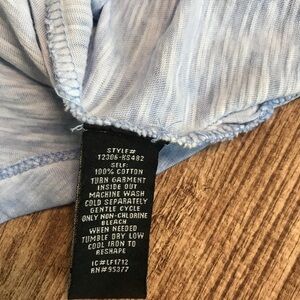 STYLE#
12306-KS482
SELF:
100% COTTON
TURN GARMENT
INSIDE OUT
MACHINE WASH
COLD SEPARATELY
GENTLE CYCLE
ONLY NON-CHLORINE
BLEACH
WHEN NEEDED
TUMBLE DRY LOW
COOL IRON TO
RESHAPE
IC#LF1712
RN#95377